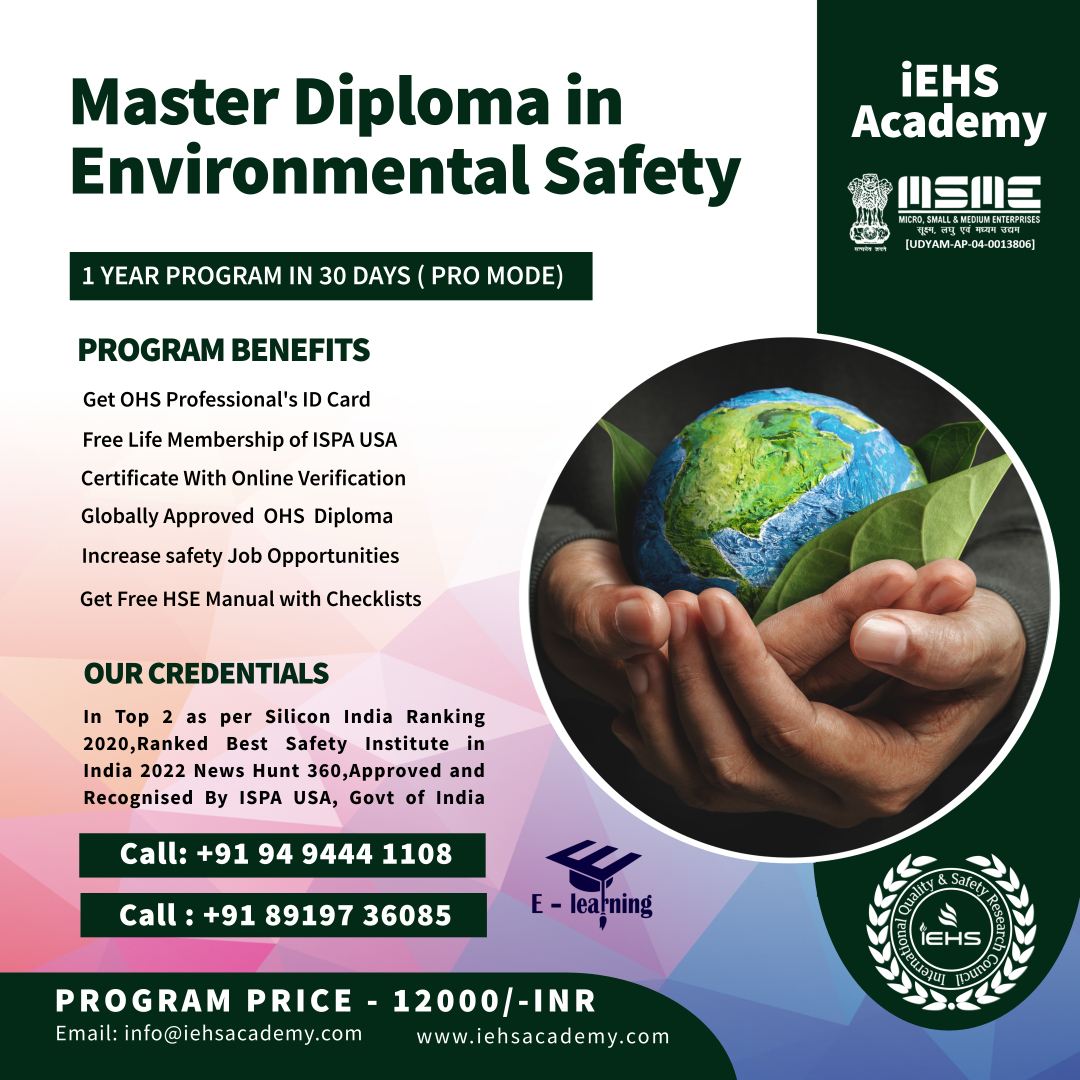 Master Diploma in
Environmental Safety
iEHS
Academy
MSME
MICRO, SMALL & MEDIUM ENTERPRISES
सूक्ष्म, लघु एवं मध्यम उद्यम
सत्यमेव जयते
[UDYAM-AP-04-0013806]
1 YEAR PROGRAM IN 30 DAYS ( PRO MODE)
PROGRAM BENEFITS
Get OHS Professional's ID Card
Free Life Membership of ISPA USA
Certificate With Online Verification
Globally Approved  OHS  Diploma
Increase safety Job Opportunities
Get Free HSE Manual with Checklists
OUR CREDENTIALS
In Top 2 as per Silicon India Ranking
2020,Ranked Best Safety Institute in
India 2022 News Hunt 360,Approved and
Recognised By ISPA USA, Govt of India
Call: +91 94 9444 1108
Call : +91 89197 36085
E - learning
International Quality & Safety Research Council
iEHS
PROGRAM PRICE - 12000/-INR
Email: info@iehsacademy.com
www.iehsacademy.com